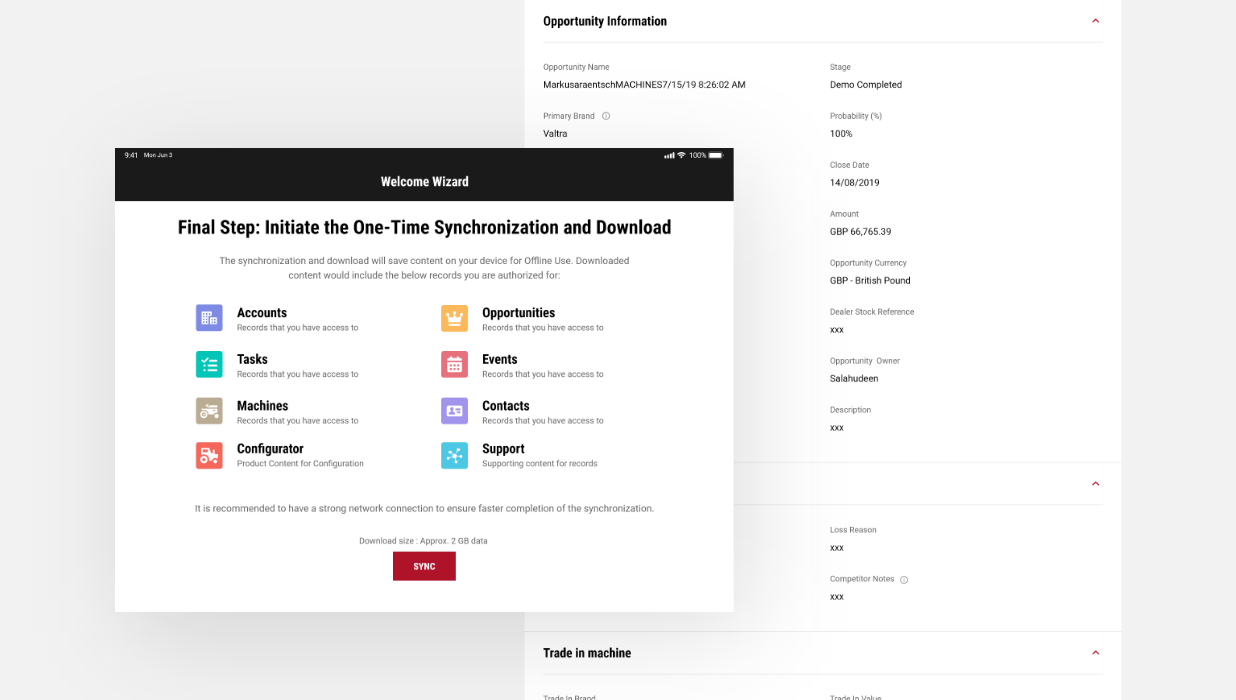 Opportunity Information
Opportunity Name
MarkusaraentschMACHINES7/15/19 8:26:02 AM
Primary Brand
Valtra
Stage
Demo Completed
Probability (%)
100%
Close Date
14/08/2019
Amount
GBP 66,765.39
Opportunity Currency
GBP - British Pound
Dealer Stock Reference
xxx
Opportunity Owner
Salahudeen
Description
xxx
Loss Reason
xxx
Competitor Notes
xxx
Trade in machine
Trade In Brand
Trade In Value
9:41 Mon Jun 3
100%
Welcome Wizard
Final Step: Initiate the One-Time Synchronization and Download
The synchronization and download will save content on your device for Offline Use. Downloaded
content would include the below records you are authorized for:
Accounts
Records that you have access to
Opportunities
Records that you have access to
Tasks
Records that you have access to
Events
Records that you have access to
Machines
Records that you have access to
Contacts
Records that you have access to
Configurator
Product Content for Configuration
Support
Supporting content for records
It is recommended to have a strong network connection to ensure faster completion of the synchronization.
Download size : Approx. 2 GB data
SYNC